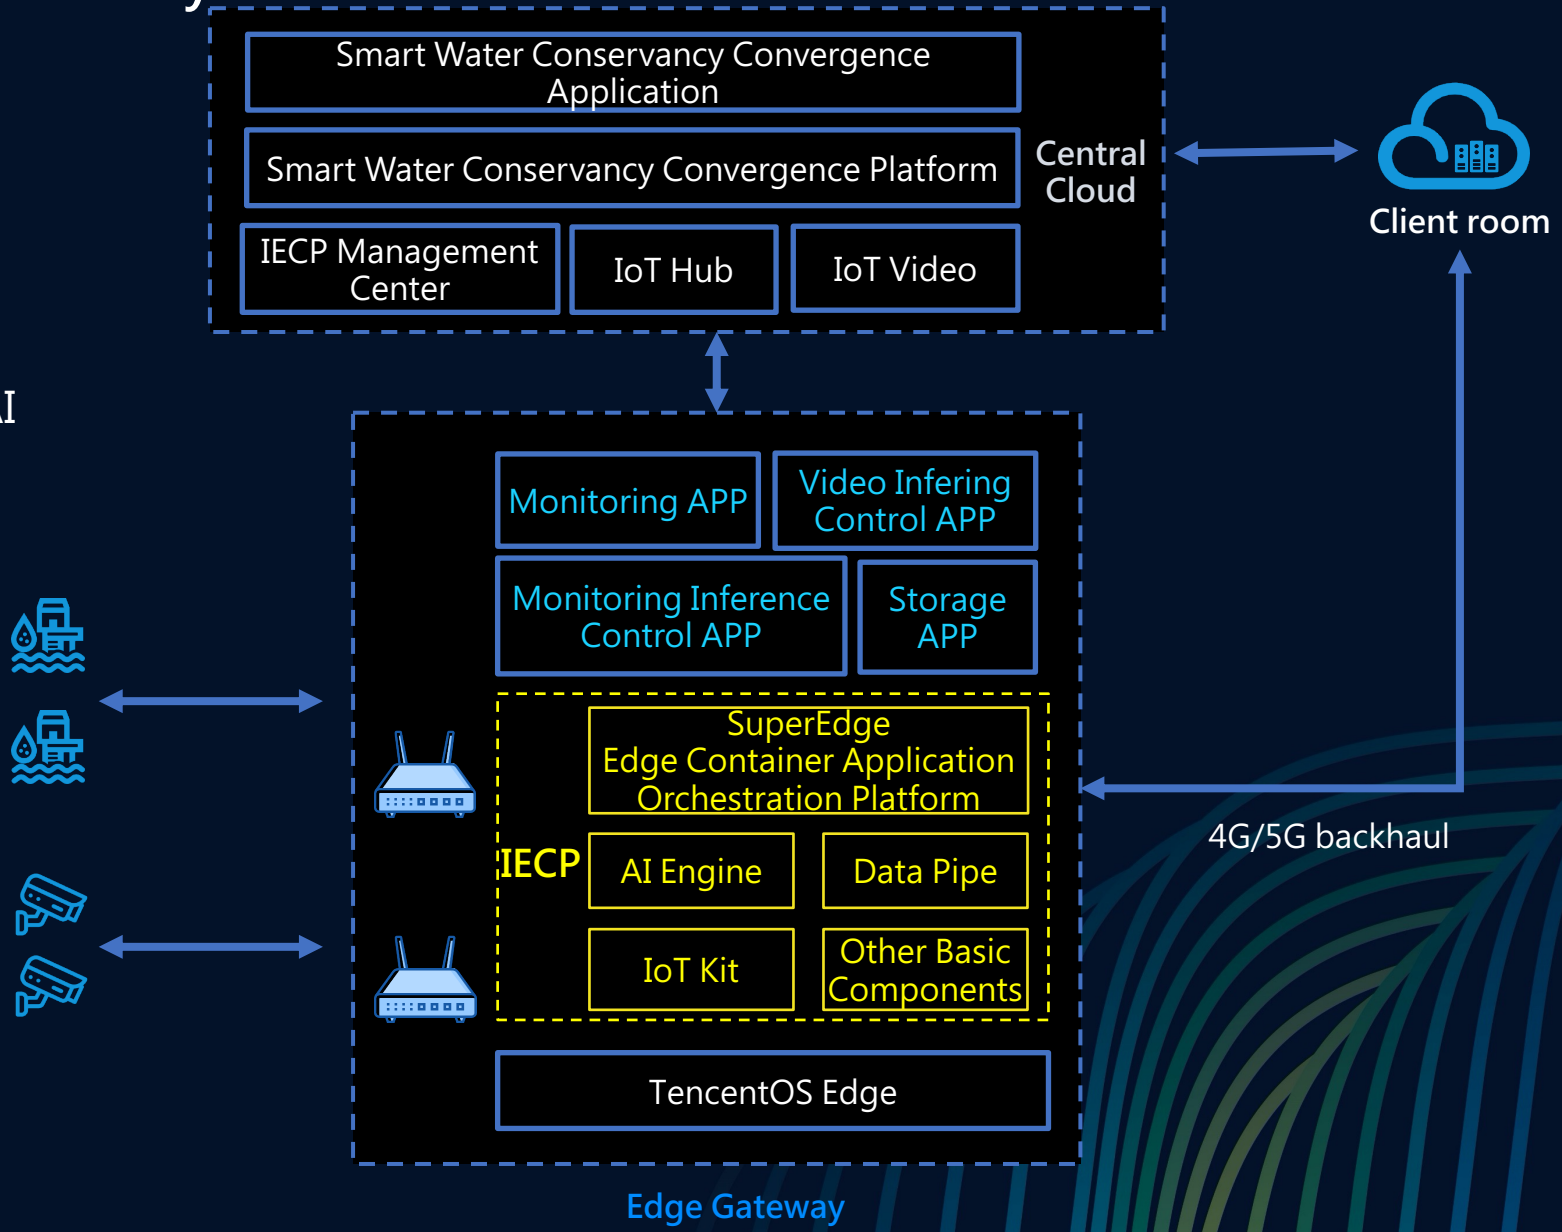 Smart Water Conservancy Convergence
Application
Smart Water Conservancy Convergence Platform
Central
Cloud
IECP Management
Center
IoT Hub
IoT Video
Client room
AI
Monitoring APP
Video Infering
Control APP
Monitoring Inference
Control APP
Storage
APP
SuperEdge
Edge Container Application
Orchestration Platform
IECP
AI Engine
Data Pipe
IoT Kit
Other Basic
Components
4G/5G backhaul
TencentOS Edge
Edge Gateway